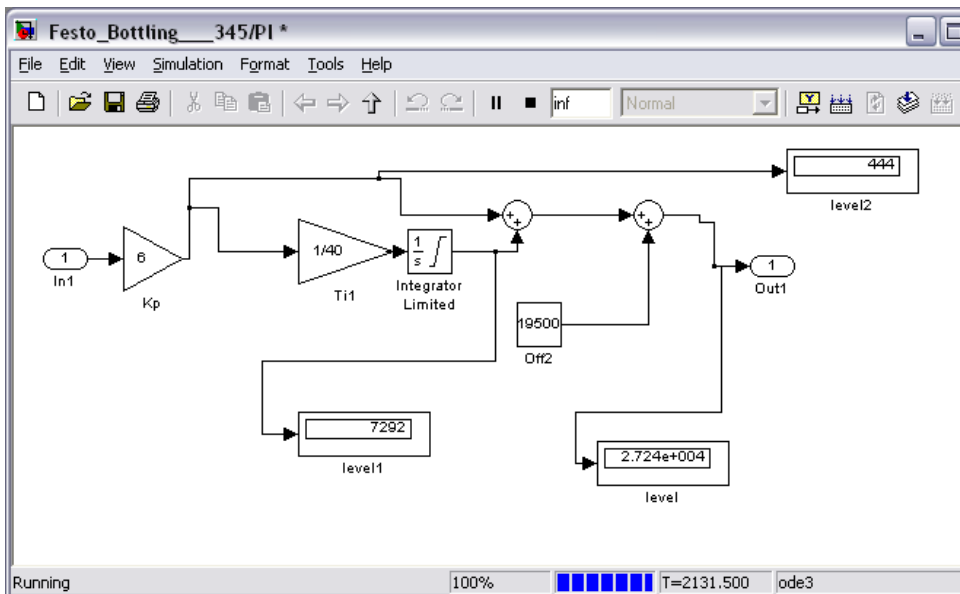 Festo_Bottling___345/PI *
File Edit View Simulation Format Tools Help
inf Normal
444
level2
1
In1
6
Kp
1/40
Ti1
1
s
Integrator
Limited
+
+
+
+
19500
Off2
1
Out1
7292
level1
2.724e+004
level
Running 100% T=2131.500 ode3